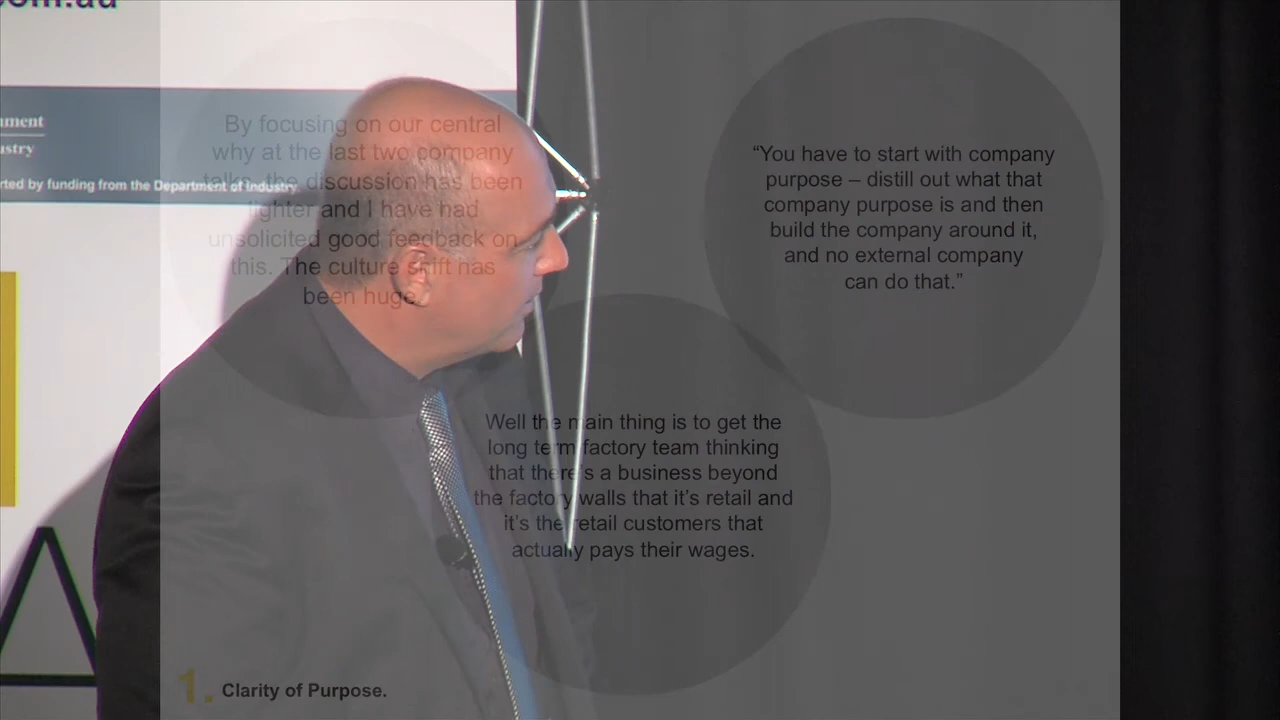 om.au
nment
ustry
rted by funding from the Department of Industry
By focusing on our central
why at the last two company
talks, the discussion has been
lighter and I have had
unsolicited good feedback on
this. The culture shift has
been huge.
“You have to start with company
purpose – distill out what that
company purpose is and then
build the company around it,
and no external company
can do that.”
Well the main thing is to get the
long term factory team thinking
that there’s a business beyond
the factory walls that it’s retail and
it’s the retail customers that
actually pays their wages.
1. Clarity of Purpose.